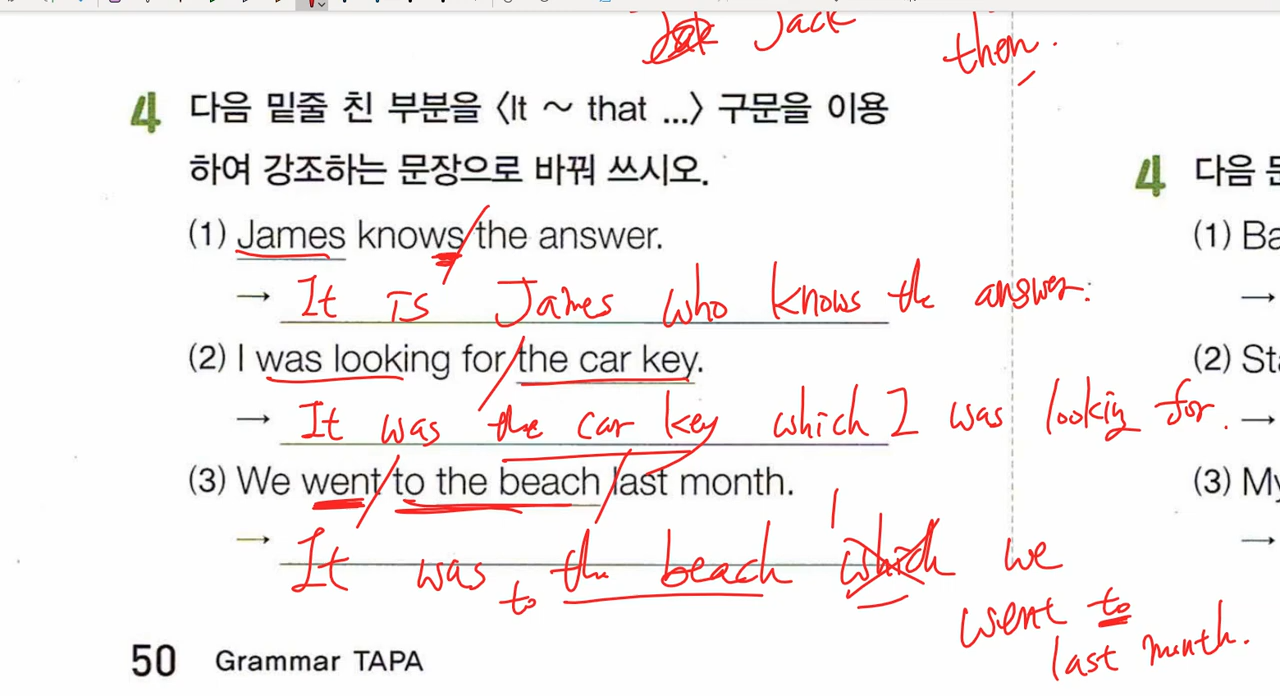 Jack
then.
4 다음 밑줄 친 부분을 〈It ~ that ...〉 구문을 이용
하여 강조하는 문장으로 바꿔 쓰시오.
(1) James knows the answer.
→ It is James who knows the answer.
(2) I was looking for the car key.
→ It was the car key which I was looking for.
(3) We went to the beach last month.
→ It was to the beach which we
went to
last month.
50 Grammar TAPA
4 다음
(1) Ba
→
(2) Sta
→
(3) My
→